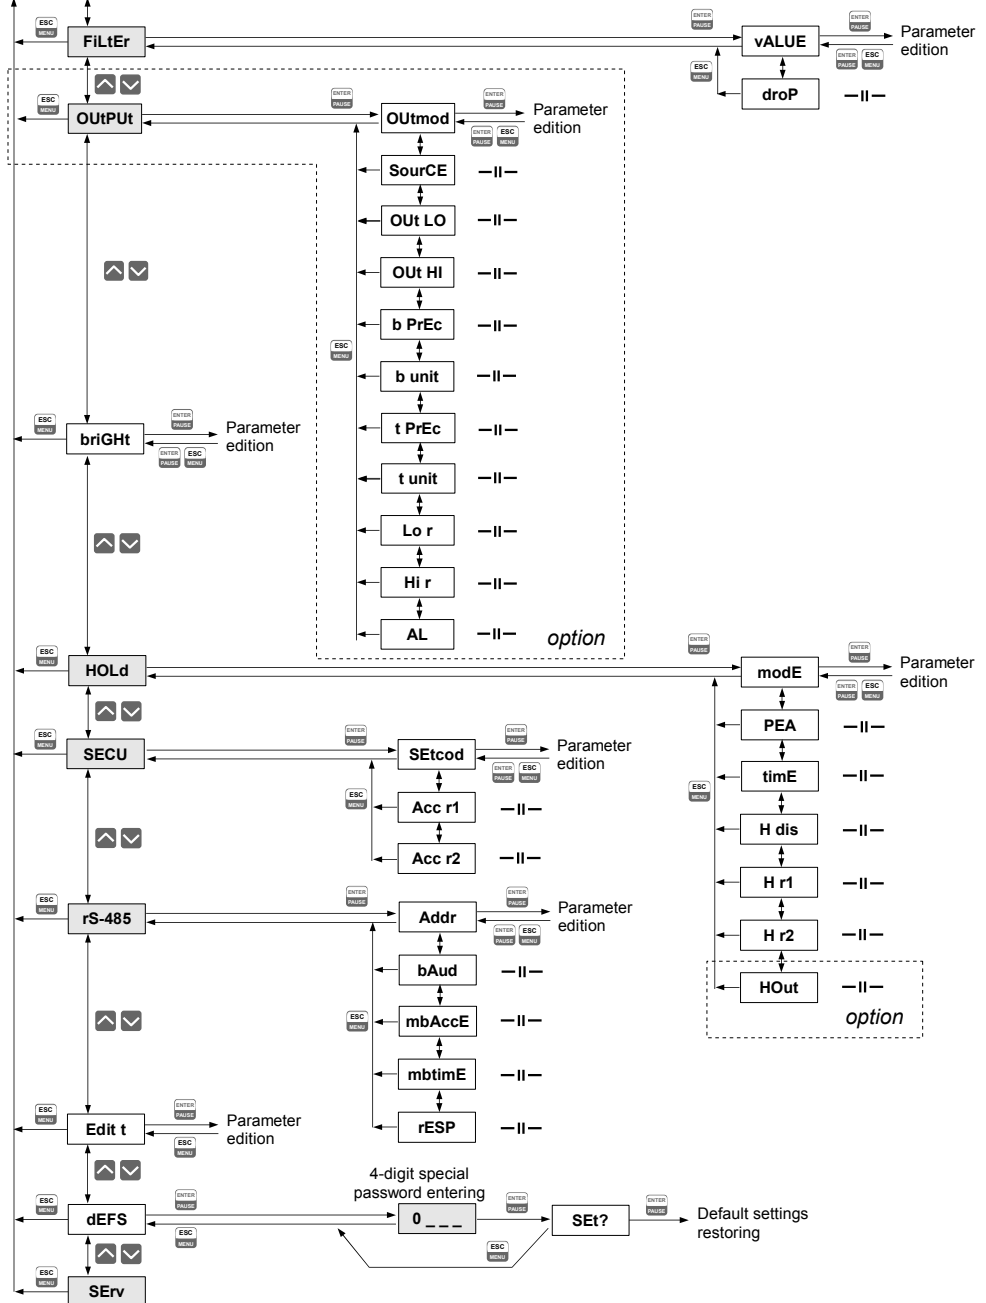 ESC
MENU
FiLtEr
ENTER
PAUSE
vALUE
ENTER
PAUSE
Parameter
edition
ENTER
PAUSE
ESC
MENU
ESC
MENU
droP
—II—
ESC
MENU
OUtPUt
ENTER
PAUSE
OUtmod
ENTER
PAUSE
Parameter
edition
ENTER
PAUSE
ESC
MENU
SourCE
—II—
OUt LO
—II—
OUt HI
—II—
b PrEc
—II—
ESC
MENU
b unit
—II—
t PrEc
—II—
t unit
—II—
Lo r
—II—
Hi r
—II—
AL
—II—
option
ESC
MENU
briGHt
ENTER
PAUSE
Parameter
edition
ENTER
PAUSE
ESC
MENU
ESC
MENU
HOLd
ENTER
PAUSE
modE
ENTER
PAUSE
Parameter
edition
ENTER
PAUSE
ESC
MENU
PEA
—II—
timE
—II—
ESC
MENU
H dis
—II—
H r1
—II—
H r2
—II—
HOut
—II—
option
ESC
MENU
SECU
ENTER
PAUSE
SEtcod
ENTER
PAUSE
Parameter
edition
ENTER
PAUSE
ESC
MENU
ESC
MENU
Acc r1
—II—
Acc r2
—II—
ESC
MENU
rS-485
ENTER
PAUSE
Addr
ENTER
PAUSE
Parameter
edition
ENTER
PAUSE
ESC
MENU
bAud
—II—
ESC
MENU
mbAccE
—II—
mbtimE
—II—
rESP
—II—
ESC
MENU
Edit t
ENTER
PAUSE
Parameter
edition
ESC
MENU
ESC
MENU
dEFS
ENTER
PAUSE
ESC
MENU
4-digit special
password entering
0 _ _ _
ENTER
PAUSE
SEt?
ENTER
PAUSE
Default settings
restoring
ESC
MENU
ESC
MENU
SErv